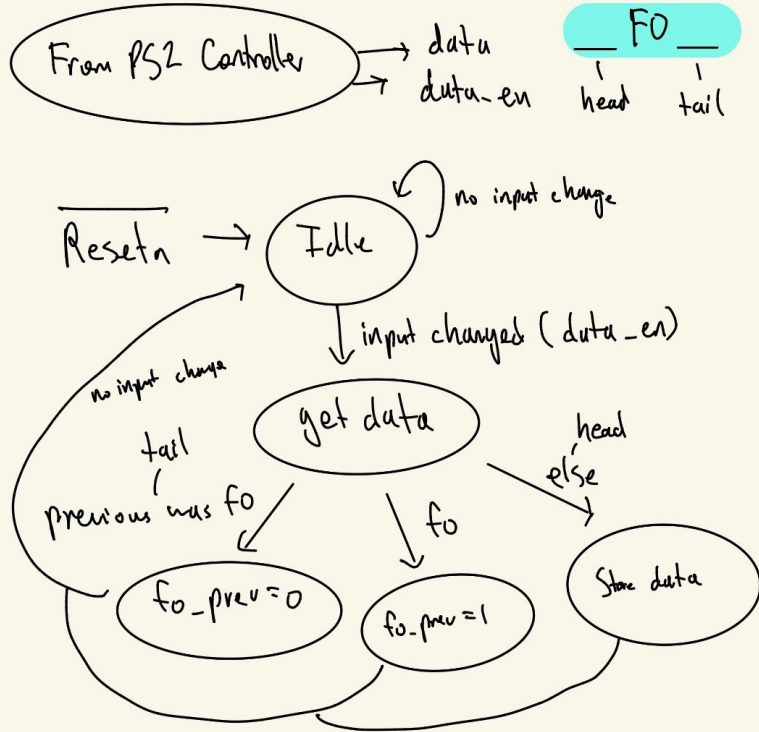 From PS2 Controller
data
data_en
__ F0 __
head
tail
Resetn
Idle
no input change
input changed (data_en)
no input change
get data
tail
previous was f0
f0
head
else
f0_prev=0
f0_prev=1
Store data